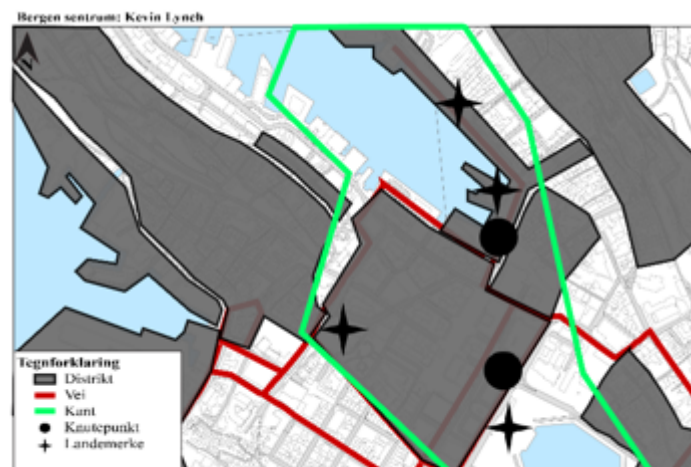 Bergen sentrum: Kevin Lynch
Tegnforklaring
Distrikt
Vei
Kant
Knutepunkt
Landemerke